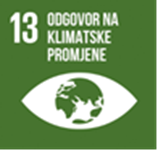 13 ODGOVOR NA
KLIMATSKE
PROMJENE